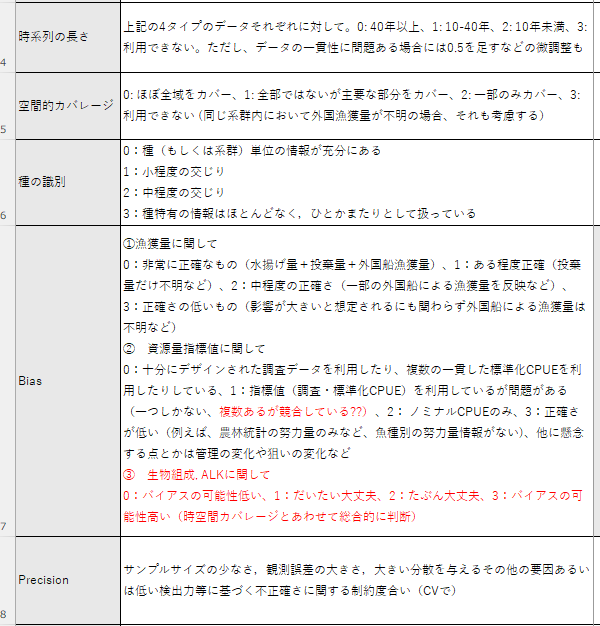 4
時系列の長さ
上記の4タイプのデータそれぞれに対して。0: 40年以上、1: 10-40年、2: 10年未満、3:
利用できない。ただし、データの一貫性に問題ある場合には0.5を足すなどの微調整も
5
空間的カバレージ
0: ほぼ全域をカバー、1: 全部ではないが主要な部分をカバー、2: 一部のみカバー、3:
利用できない (同じ系群内において外国漁獲量が不明の場合、それも考慮する)
6
種の識別
0：種（もしくは系群）単位の情報が充分にある
1：小程度の交じり
2：中程度の交じり
3：種特有の情報はほとんどなく，ひとかまたりとして扱っている
7
Bias
①漁獲量に関して
0：非常に正確なもの（水揚げ量＋投棄量＋外国船漁獲量）、1：ある程度正確（投棄
量だけ不明など）、2：中程度の正確さ（一部の外国船による漁獲量を反映など）、
3：正確さの低いもの（影響が大きいと想定されるにも関わらず外国船による漁獲量は
不明など）
②　資源量指標値に関して
0：十分にデザインされた調査データを利用したり、複数の一貫した標準化CPUEを利
用したりしている、1：指標値（調査・標準化CPUE）を利用しているが問題がある
（一つしかない、複数あるが競合している??）、2： ノミナルCPUEのみ、3：正確さ
が低い（例えば、農林統計の努力量のみなど、魚種別の努力量情報がない)、他に懸念
する点とかは管理の変化や狙いの変化など
③　生物組成, ALKに関して
0：バイアスの可能性低い、1：だいたい大丈夫、2：たぶん大丈夫、3：バイアスの可
能性高い（時空間カバレージとあわせて総合的に判断）
8
Precision
サンプルサイズの少なさ，観測誤差の大きさ，大きい分散を与えるその他の要因あるい
は低い検出力等に基づく不正確さに関する制約度合い（CVで）